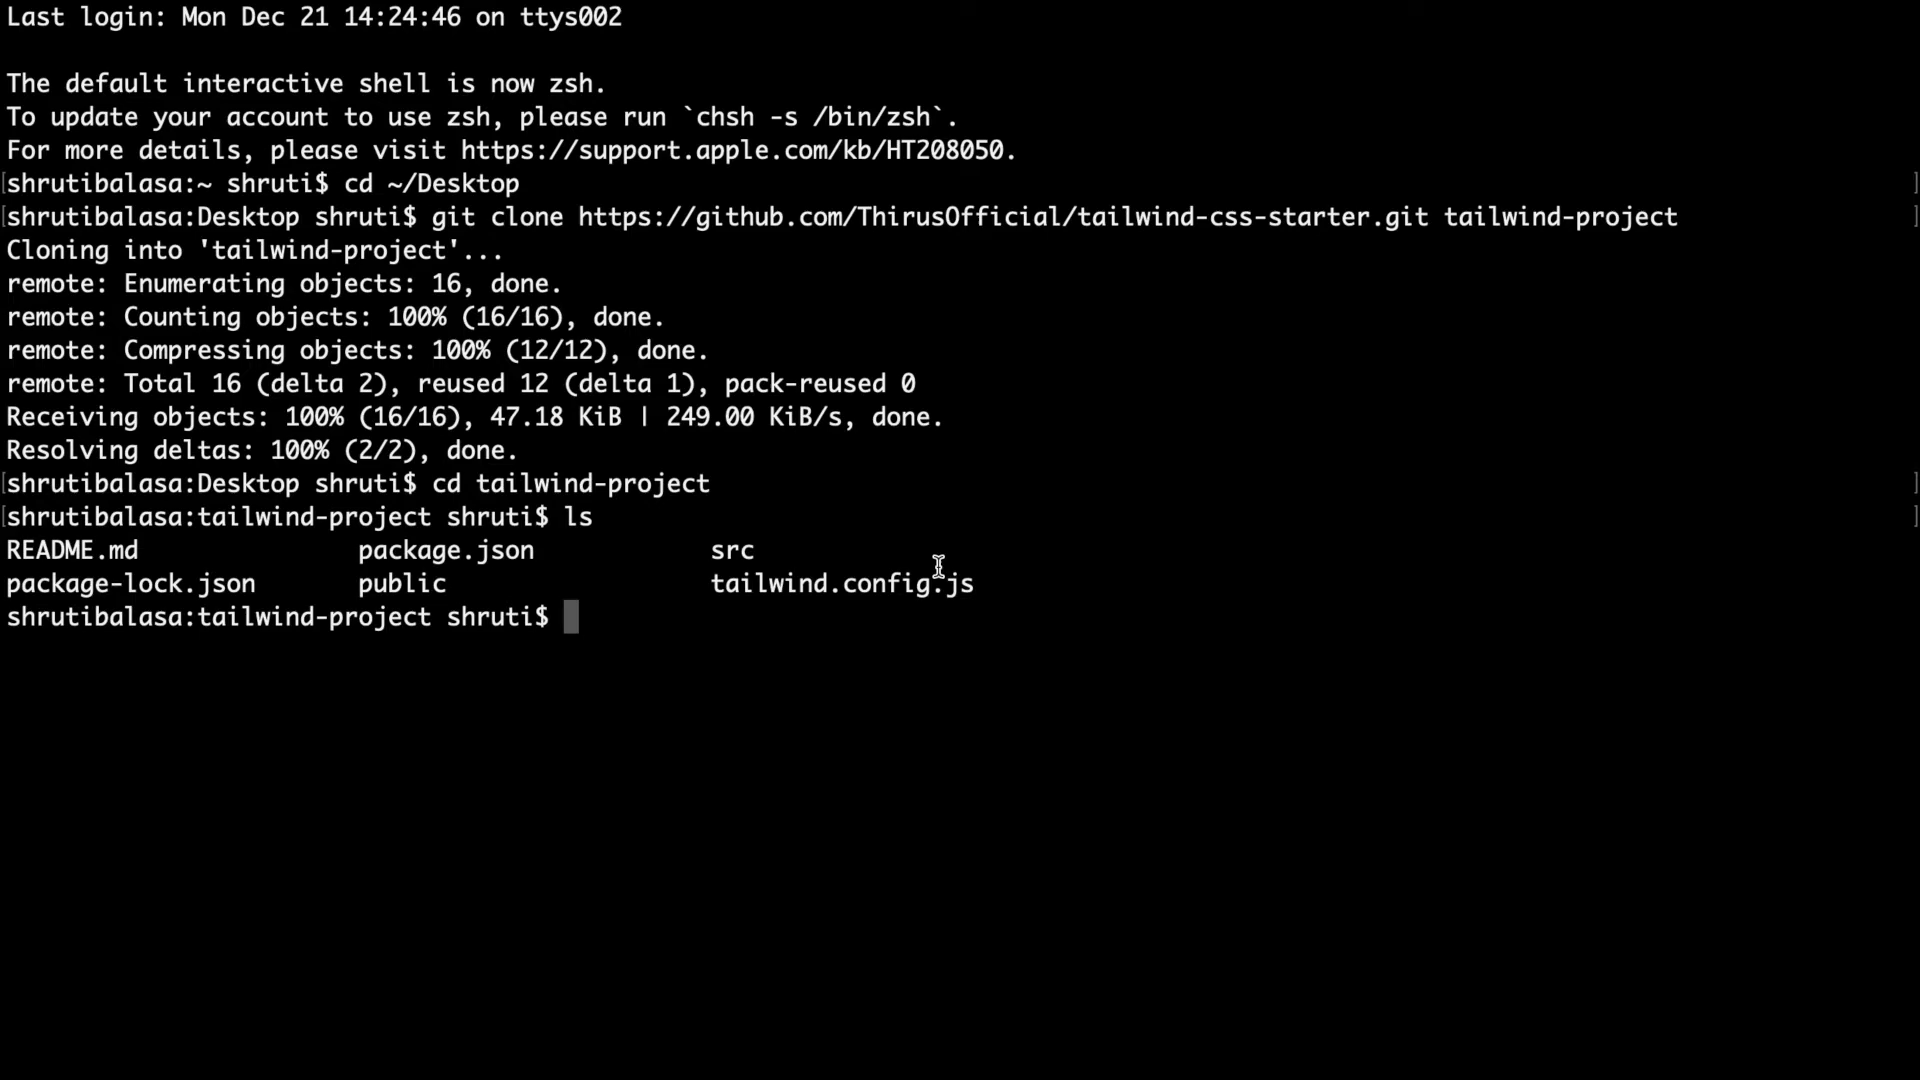 Last login: Mon Dec 21 14:24:46 on ttys002
The default interactive shell is now zsh.
To update your account to use zsh, please run `chsh -s /bin/zsh`.
For more details, please visit https://support.apple.com/kb/HT208050.
[shrutibalasa:~ shruti$ cd ~/Desktop ]
[shrutibalasa:Desktop shruti$ git clone https://github.com/ThirusOfficial/tailwind-css-starter.git tailwind-project ]
Cloning into 'tailwind-project'...
remote: Enumerating objects: 16, done.
remote: Counting objects: 100% (16/16), done.
remote: Compressing objects: 100% (12/12), done.
remote: Total 16 (delta 2), reused 12 (delta 1), pack-reused 0
Receiving objects: 100% (16/16), 47.18 KiB | 249.00 KiB/s, done.
Resolving deltas: 100% (2/2), done.
[shrutibalasa:Desktop shruti$ cd tailwind-project ]
[shrutibalasa:tailwind-project shruti$ ls ]
README.md package.json src
package-lock.json public tailwind.config.js
shrutibalasa:tailwind-project shruti$